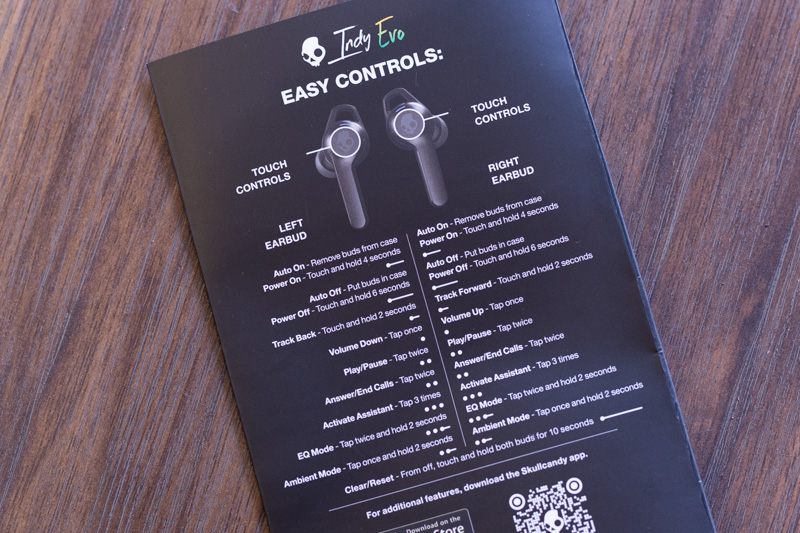 Indy Evo
EASY CONTROLS:
TOUCH
CONTROLS
LEFT
EARBUD
TOUCH
CONTROLS
RIGHT
EARBUD
Auto On - Remove buds from case
Power On - Touch and hold 4 seconds
Auto Off - Put buds in case
Power Off - Touch and hold 6 seconds
Track Back - Touch and hold 2 seconds
Volume Down - Tap once
Play/Pause - Tap twice
Answer/End Calls - Tap twice
Activate Assistant - Tap 3 times
EQ Mode - Tap twice and hold 2 seconds
Ambient Mode - Tap once and hold 2 seconds
Auto On - Remove buds from case
Power On - Touch and hold 4 seconds
Auto Off - Put buds in case
Power Off - Touch and hold 6 seconds
Track Forward - Touch and hold 2 seconds
Volume Up - Tap once
Play/Pause - Tap twice
Answer/End Calls - Tap twice
Activate Assistant - Tap 3 times
EQ Mode - Tap twice and hold 2 seconds
Ambient Mode - Tap once and hold 2 seconds
Clear/Reset - From off, touch and hold both buds for 10 seconds
For additional features, download the Skullcandy app.
Download on the
Store